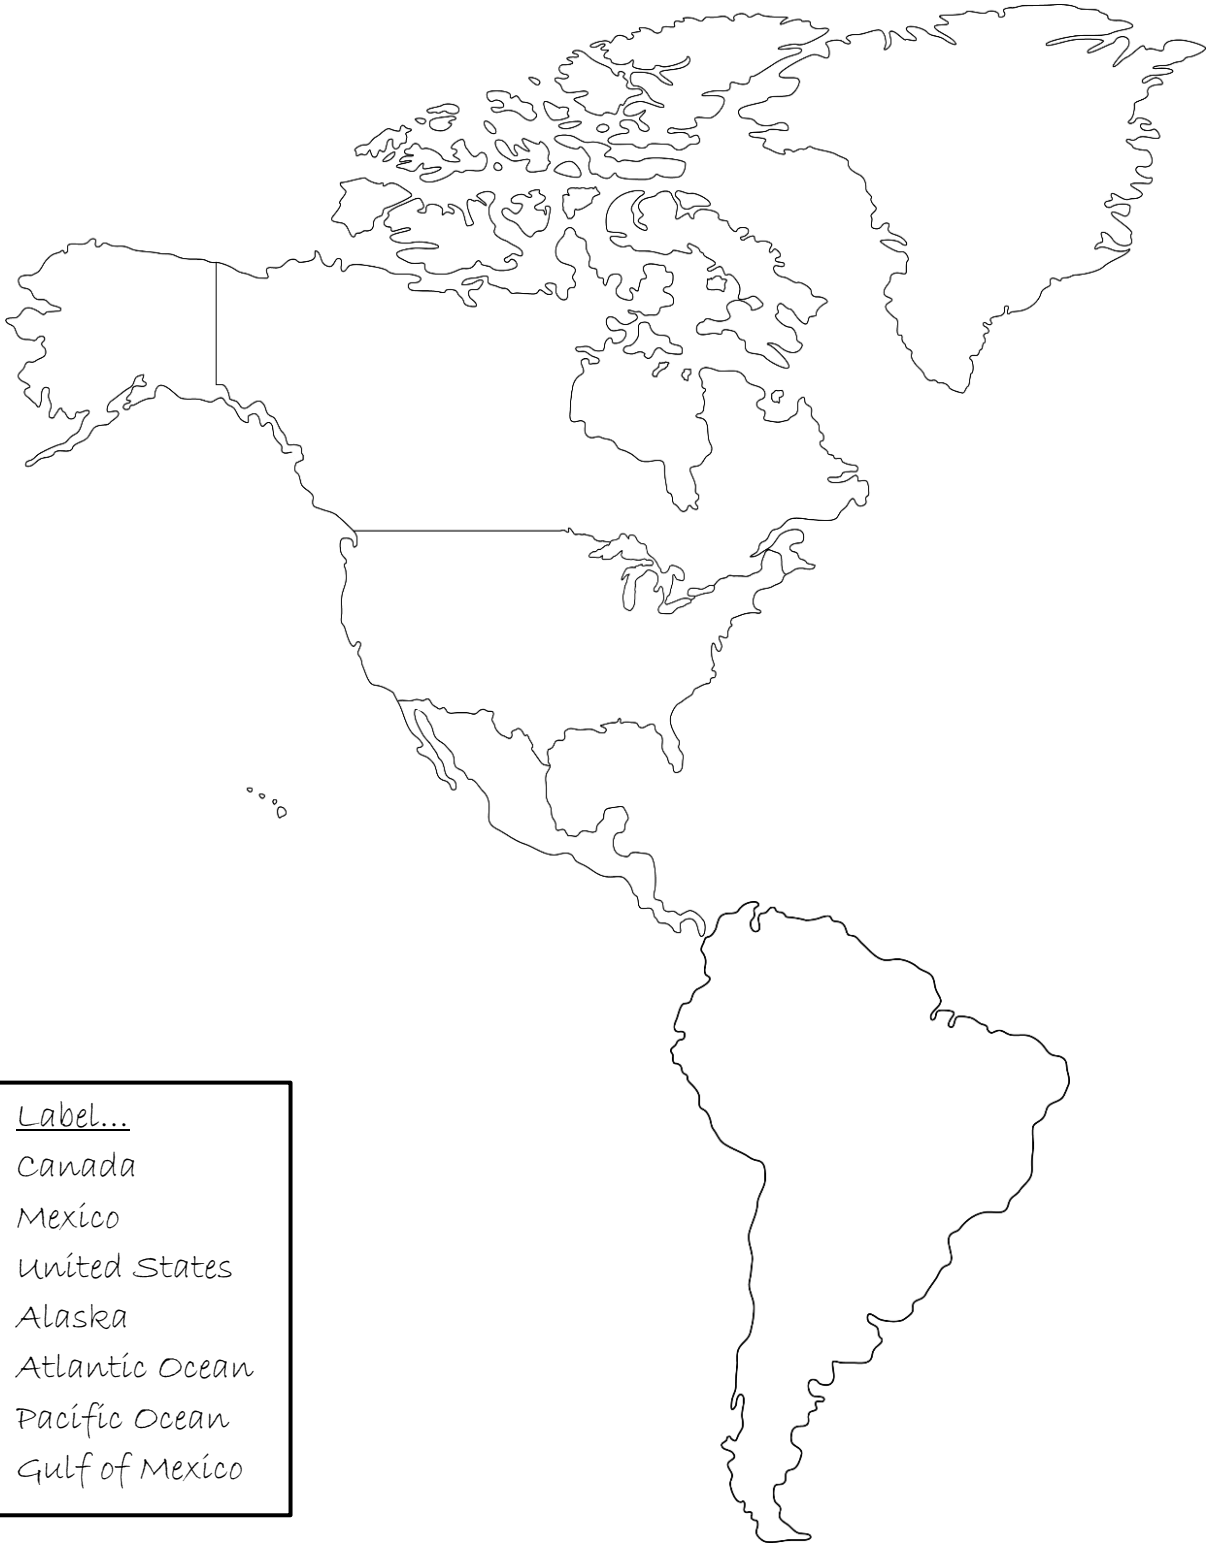 Label...
Canada
Mexico
United States
Alaska
Atlantic Ocean
Pacific Ocean
Gulf of Mexico